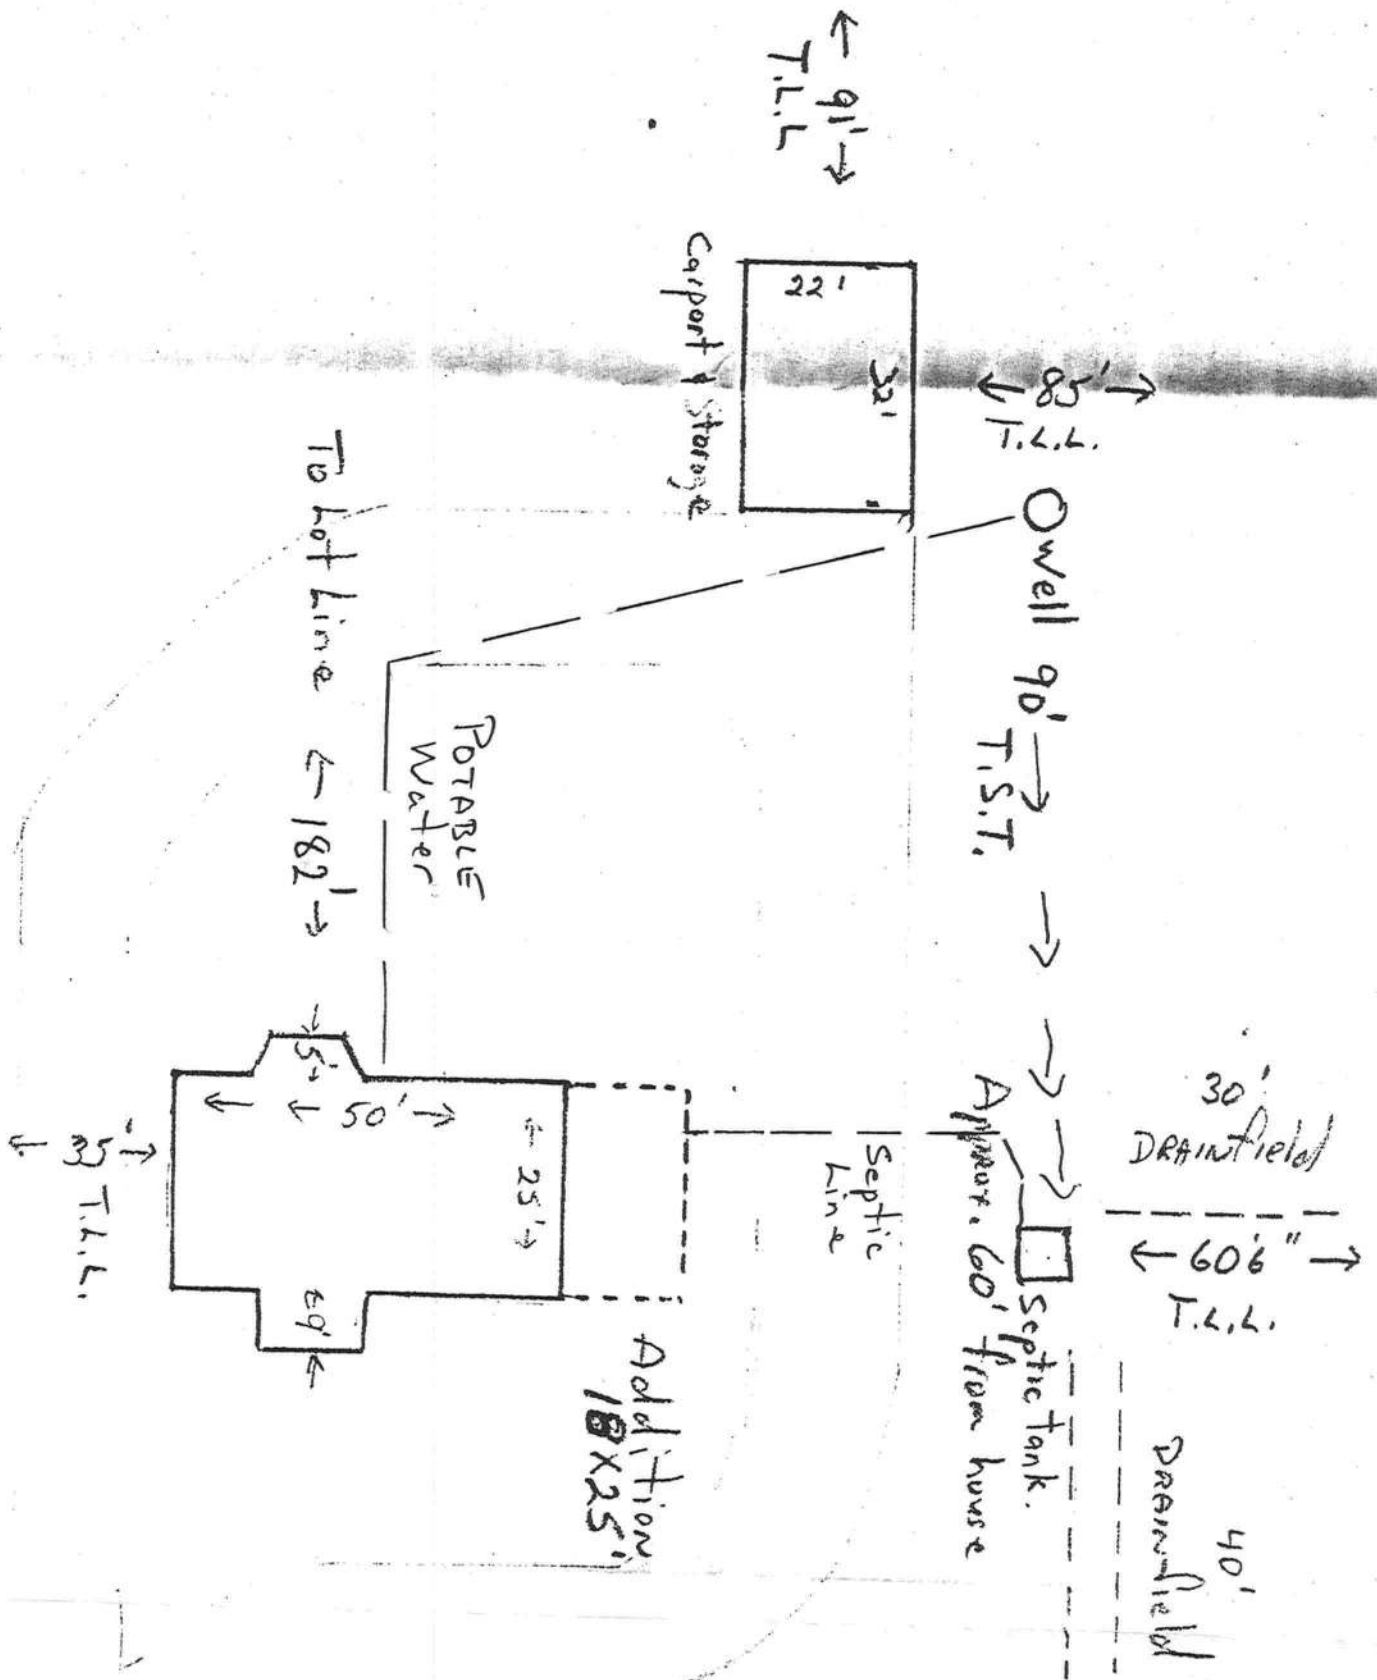 ← 91' →
T.L.L
22'
32'
Carport & Storage
← 85' →
T.L.L.
Well 90' →
T.S.T.
To Lot Line ← 182' →
POTABLE
Water
5'
← 50' →
← 25' →
← 35' →
T.L.L.
Addition
18X25'
Septic
Line
Approx. 60' from house
Septic tank.
30'
DRAINfield
← 60'6" →
T.L.L.
40'
DRAINfield